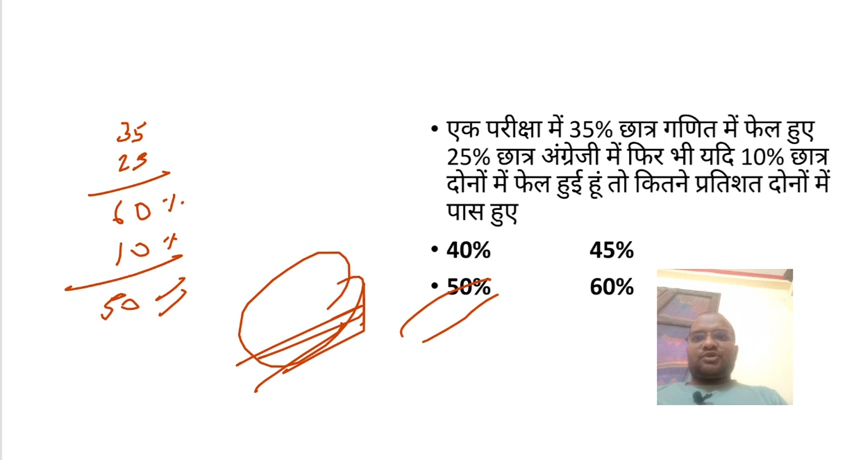 35
25
60%
10%
50
• एक परीक्षा में 35% छात्र गणित में फेल हुए
25% छात्र अंग्रेजी में फिर भी यदि 10% छात्र
दोनों में फेल हुई हूं तो कितने प्रतिशत दोनों में
पास हुए
• 40% 45%
• 50% 60%